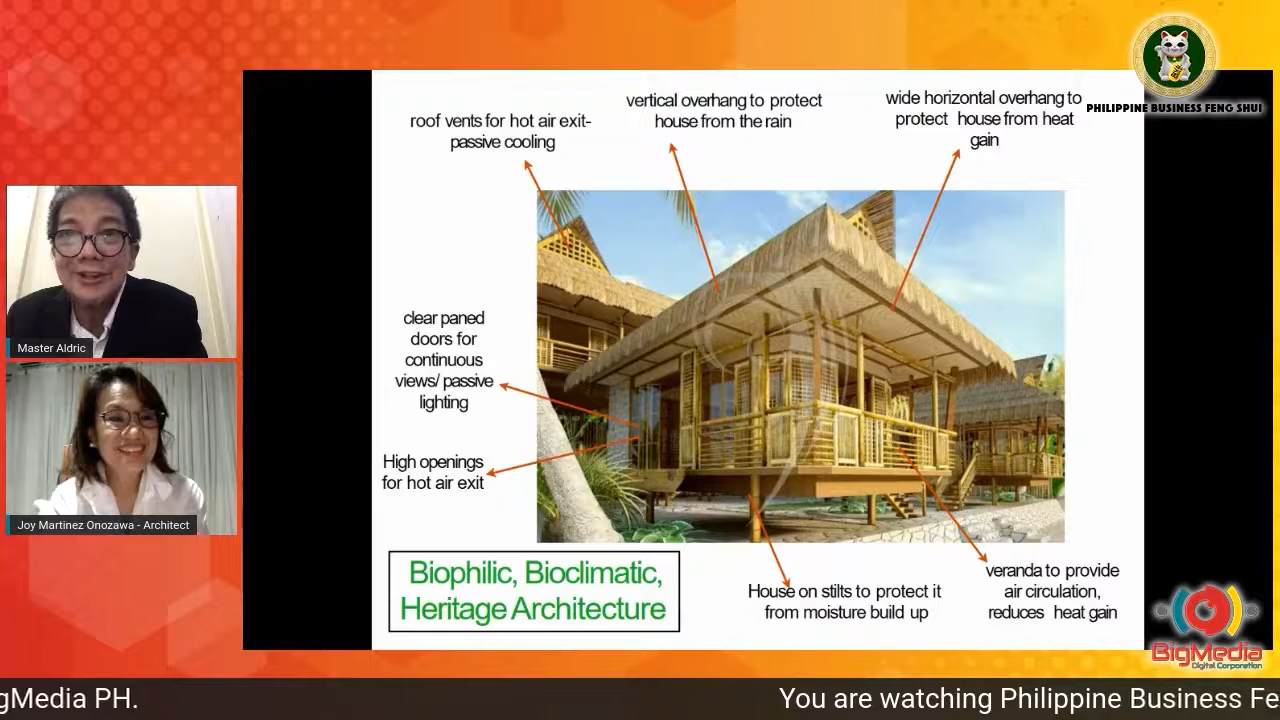 PHILIPPINE BUSINESS FENG SHUI
roof vents for hot air exit-
passive cooling
vertical overhang to protect
house from the rain
wide horizontal overhang to
protect house from heat
gain
Master Aldric
clear paned
doors for
continuous
views/ passive
lighting
High openings
for hot air exit
Joy Martinez Onozawa - Architect
Biophilic, Bioclimatic,
Heritage Architecture
House on stilts to protect it
from moisture build up
veranda to provide
air circulation,
reduces heat gain
BigMedia
Digital Corporation
gMedia PH.
You are watching Philippine Business Fe